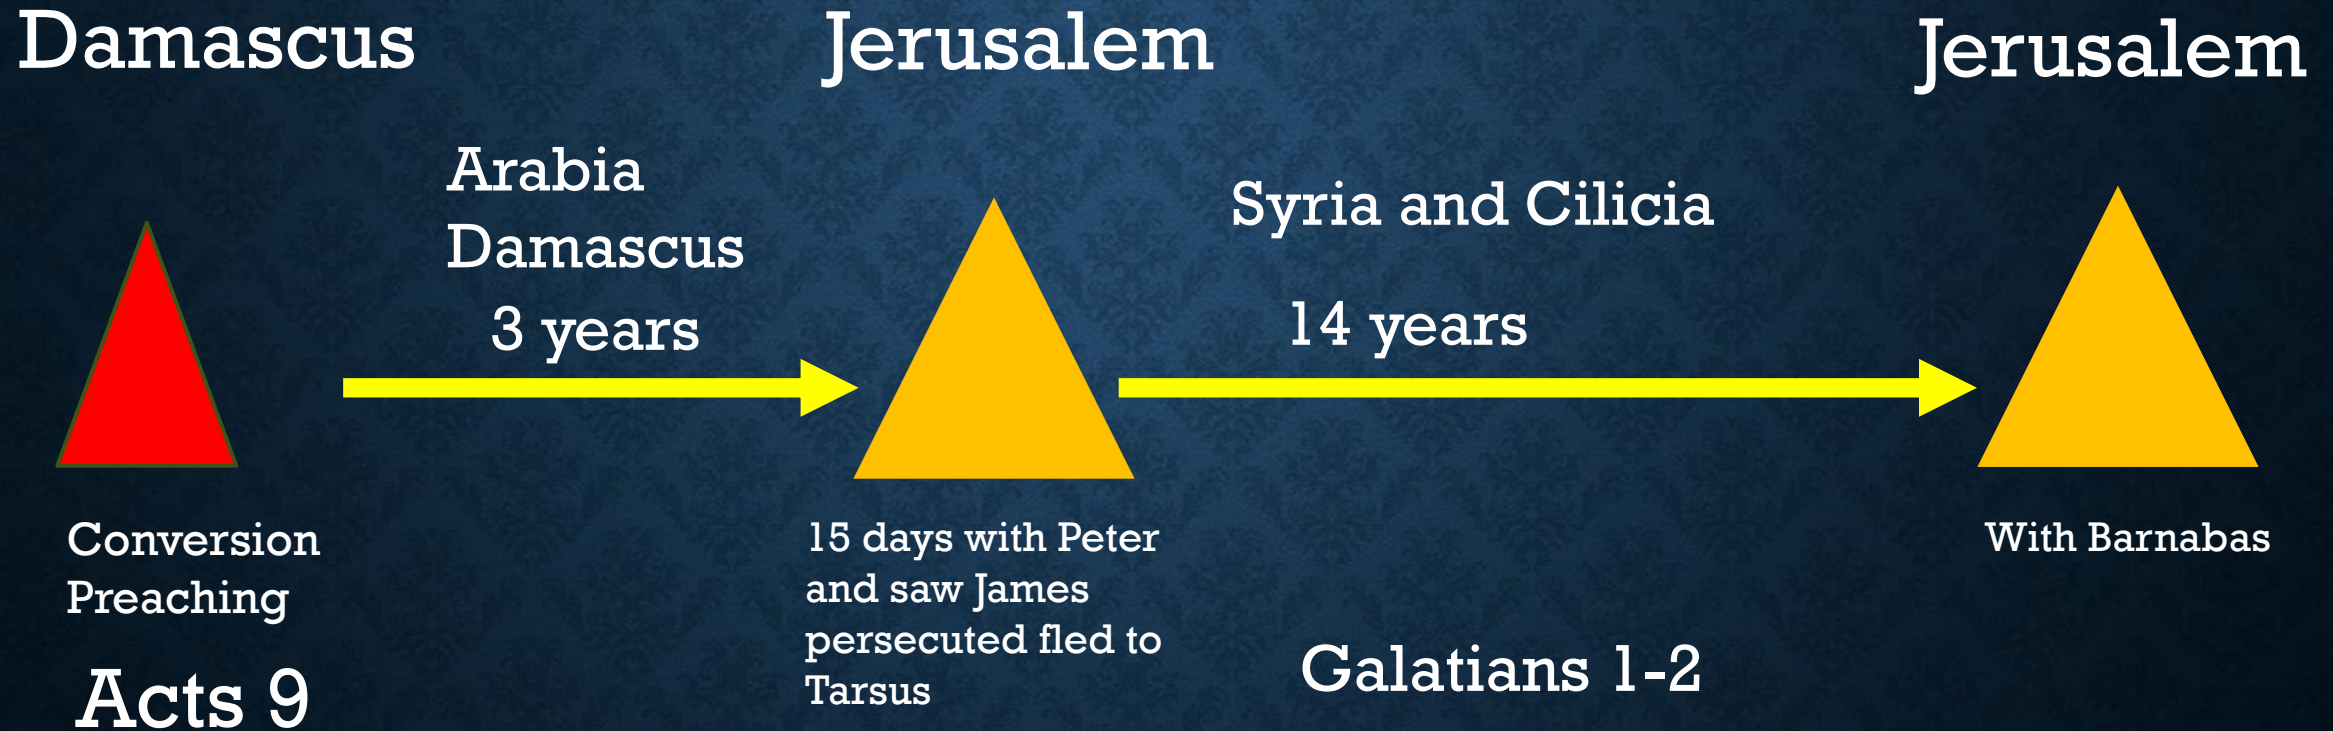 Damascus
Jerusalem
Jerusalem
Arabia
Damascus
3 years
Syria and Cilicia
14 years
Conversion
Preaching
Acts 9
15 days with Peter
and saw James
persecuted fled to
Tarsus
Galatians 1-2
With Barnabas